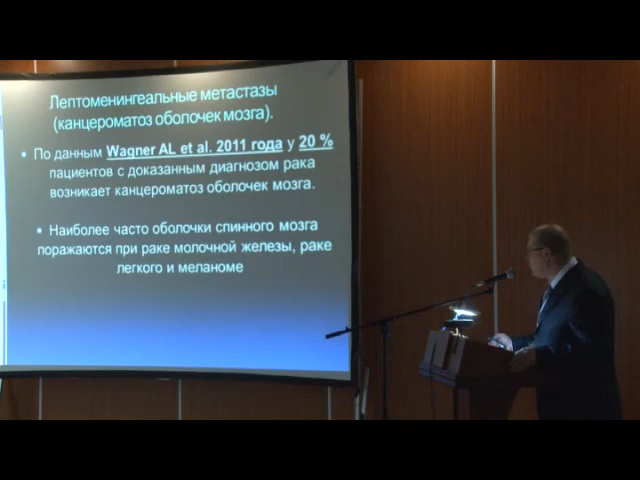 Лептоменингеальные метастазы
(канцероматоз оболочек мозга).
• По данным Wagner AL et al. 2011 года у 20 %
пациентов с доказанным диагнозом рака
возникает канцероматоз оболочек мозга.
• Наиболее часто оболочки спинного мозга
поражаются при раке молочной железы, раке
легкого и меланоме